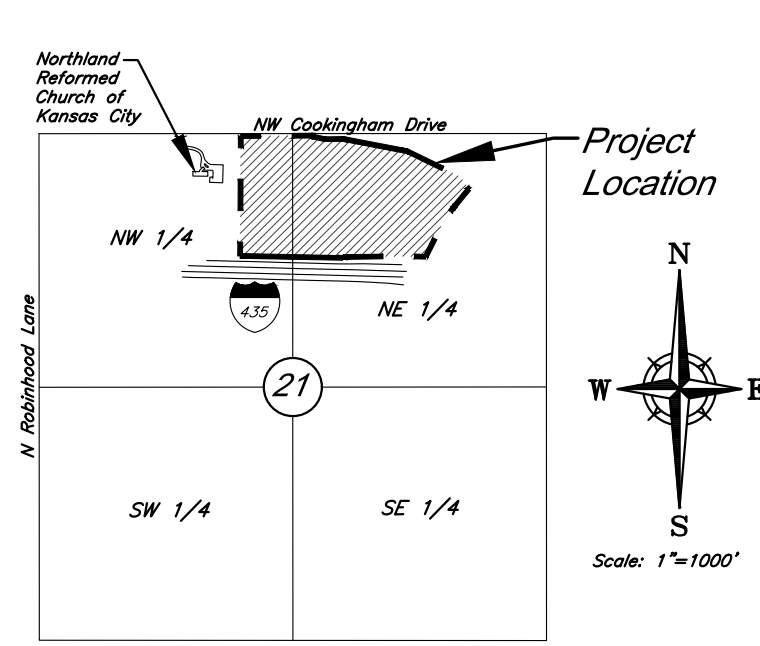 Northland
Reformed
Church of
Kansas City
NW Cookingham Drive
Project
Location
NW 1/4
435
NE 1/4
N Robinhood Lane
21
SW 1/4
SE 1/4
N
W
E
S
Scale: 1"=1000'